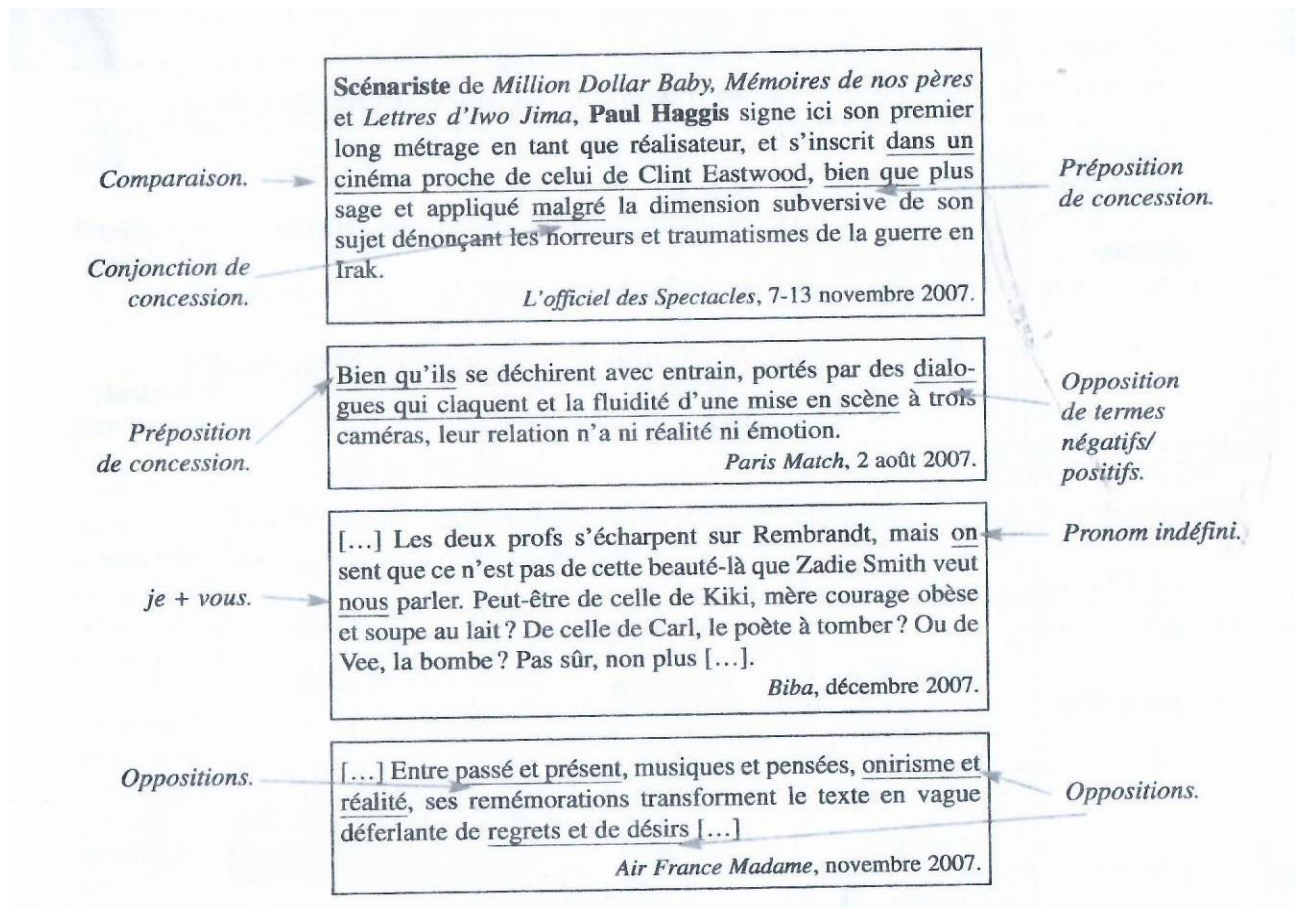 Scénariste de Million Dollar Baby, Mémoires de nos pères
et Lettres d'Iwo Jima, Paul Haggis signe ici son premier
long métrage en tant que réalisateur, et s'inscrit dans un
cinéma proche de celui de Clint Eastwood, bien que plus
sage et appliqué malgré la dimension subversive de son
sujet dénonçant les horreurs et traumatismes de la guerre en
Irak.
L'officiel des Spectacles, 7-13 novembre 2007.
Comparaison.
Conjonction de
concession.
Préposition
de concession.
Bien qu'ils se déchirent avec entrain, portés par des dialo-
gues qui claquent et la fluidité d'une mise en scène à trois
caméras, leur relation n'a ni réalité ni émotion.
Paris Match, 2 août 2007.
Préposition
de concession.
Opposition
de termes
négatifs/
positifs.
[…] Les deux profs s'écharpent sur Rembrandt, mais on
sent que ce n'est pas de cette beauté-là que Zadie Smith veut
nous parler. Peut-être de celle de Kiki, mère courage obèse
et soupe au lait ? De celle de Carl, le poète à tomber ? Ou de
Vee, la bombe ? Pas sûr, non plus […].
Biba, décembre 2007.
je + vous.
Pronom indéfini.
[…] Entre passé et présent, musiques et pensées, onirisme et
réalité, ses remémorations transforment le texte en vague
déferlante de regrets et de désirs […]
Air France Madame, novembre 2007.
Oppositions.
Oppositions.